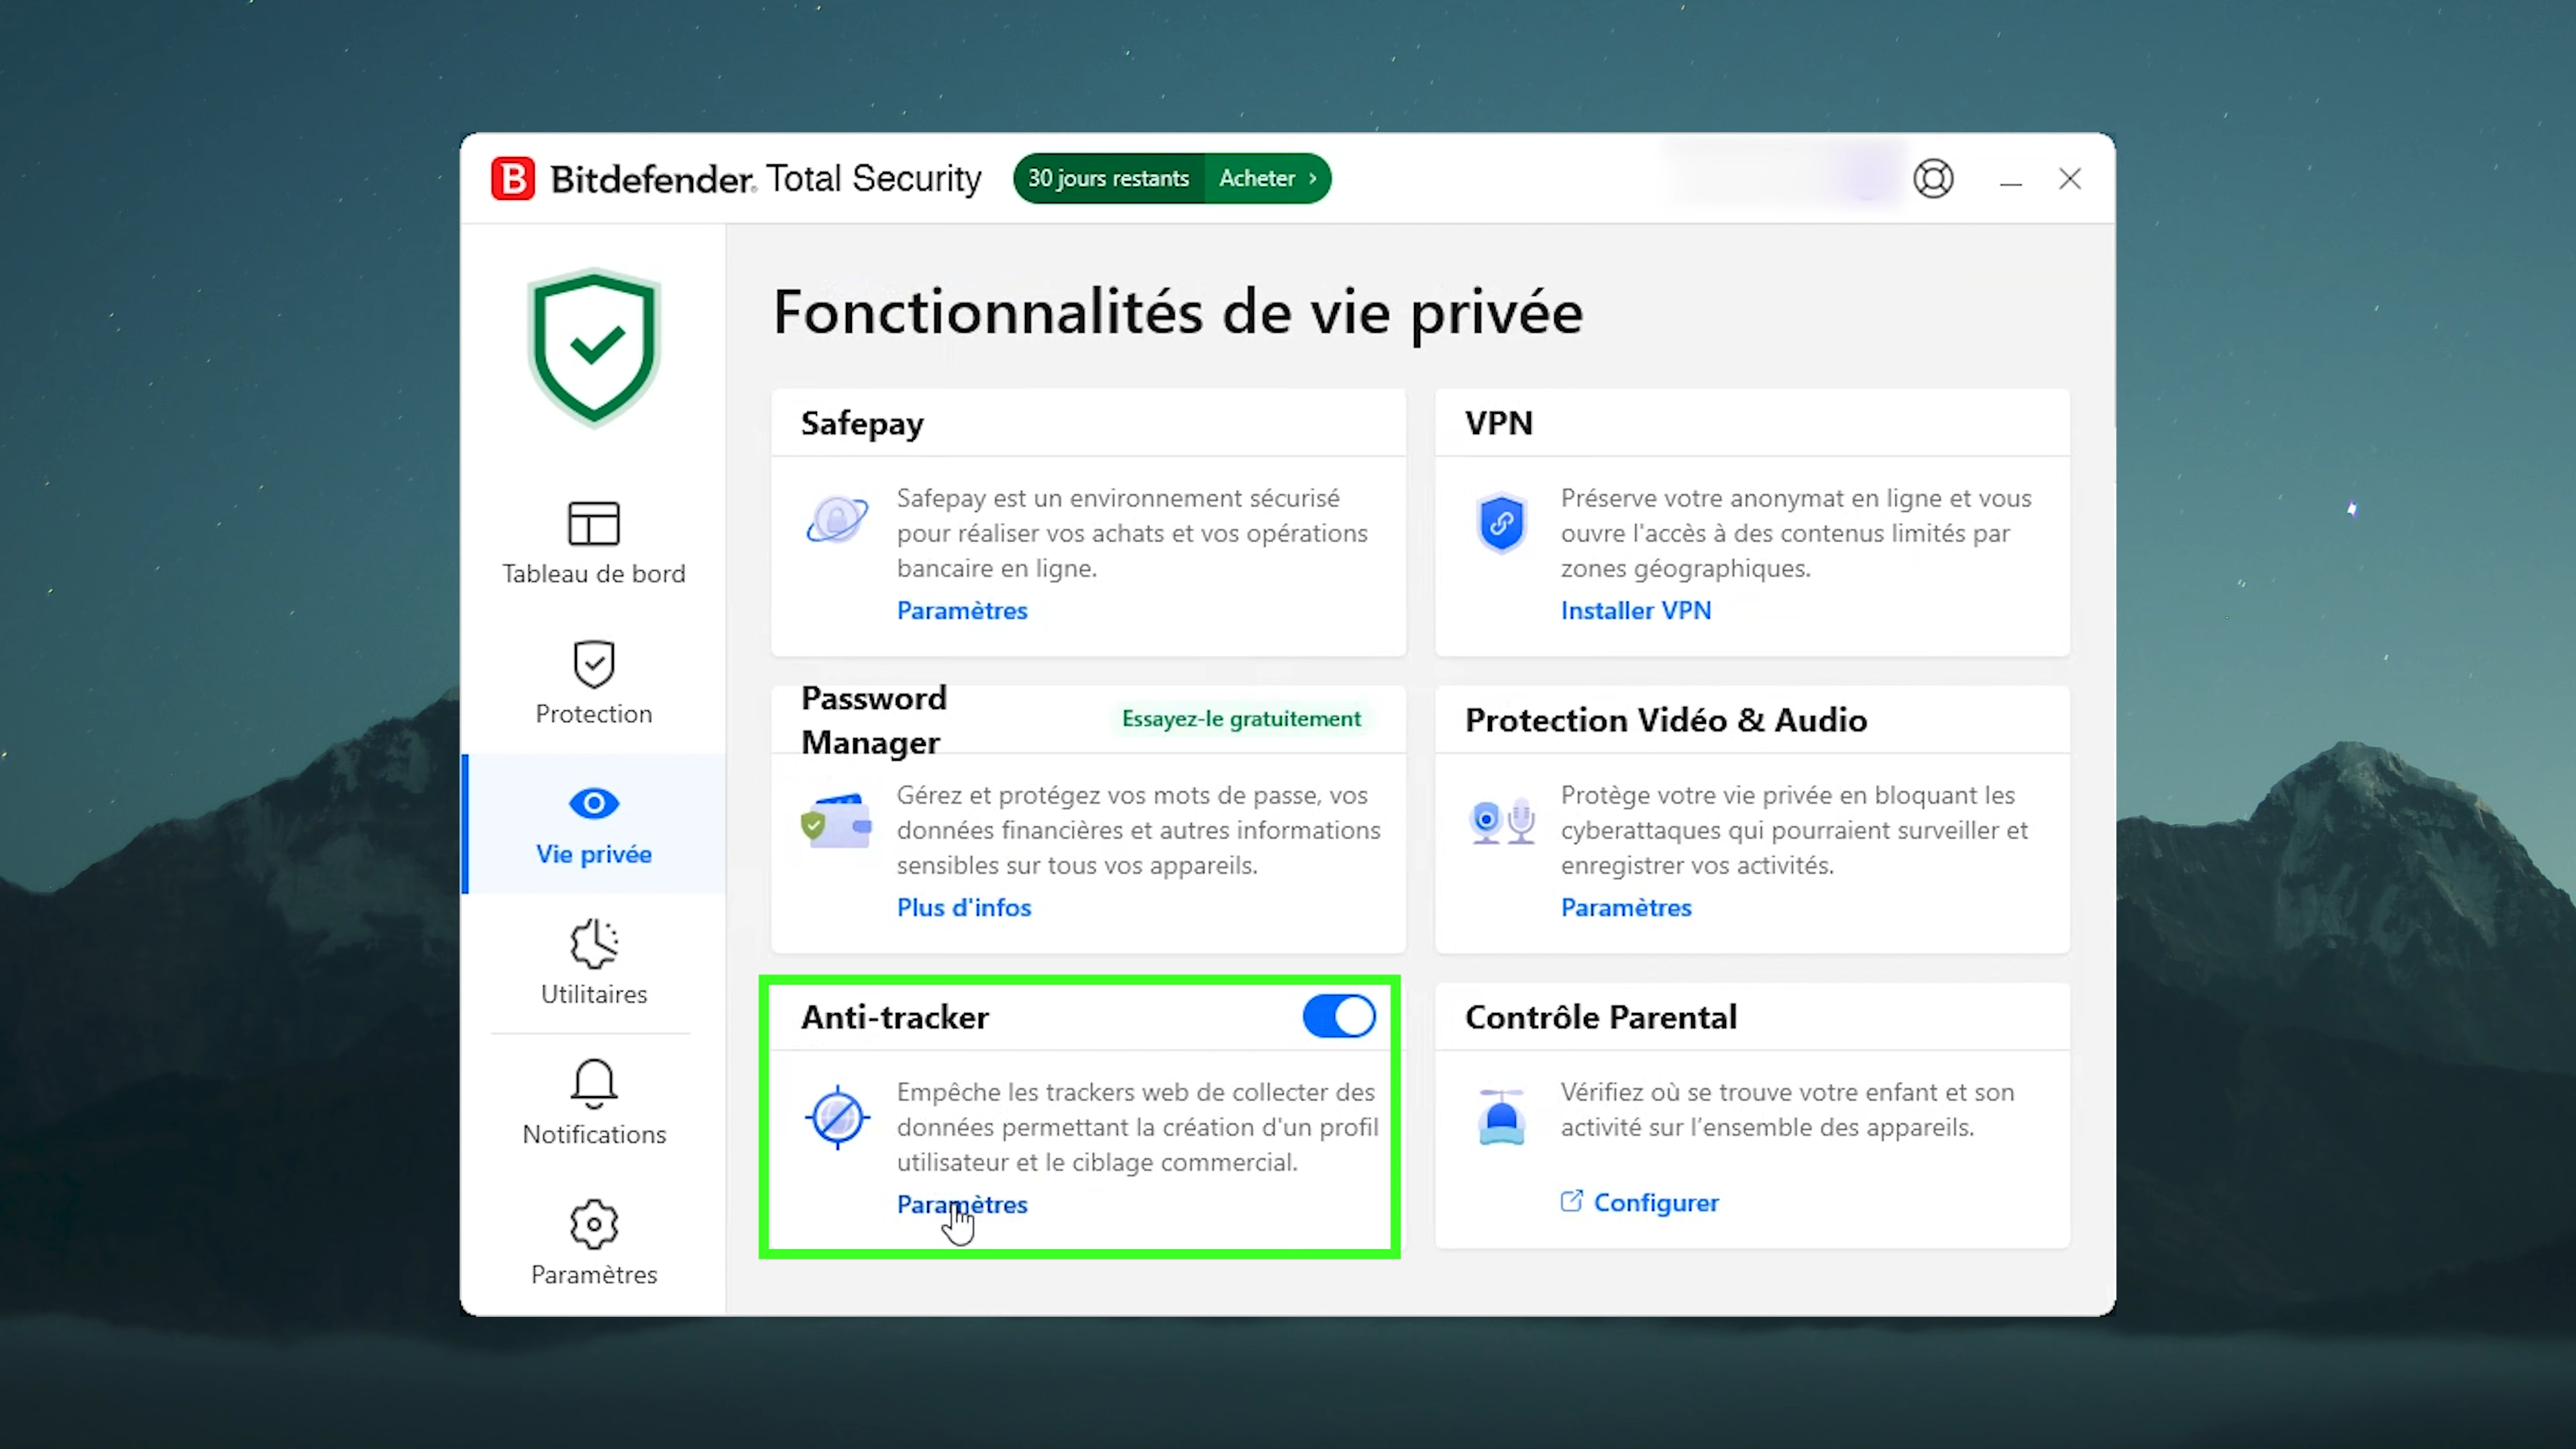 B Bitdefender. Total Security 30 jours restants Acheter >
Fonctionnalités de vie privée
Tableau de bord
Protection
Vie privée
Utilitaires
Notifications
Paramètres
Safepay
Safepay est un environnement sécurisé
pour réaliser vos achats et vos opérations
bancaire en ligne.
Paramètres
VPN
Préserve votre anonymat en ligne et vous
ouvre l'accès à des contenus limités par
zones géographiques.
Installer VPN
Password
Manager
Essayez-le gratuitement
Gérez et protégez vos mots de passe, vos
données financières et autres informations
sensibles sur tous vos appareils.
Plus d'infos
Protection Vidéo & Audio
Protège votre vie privée en bloquant les
cyberattaques qui pourraient surveiller et
enregistrer vos activités.
Paramètres
Anti-tracker
Empêche les trackers web de collecter des
données permettant la création d'un profil
utilisateur et le ciblage commercial.
Paramètres
Contrôle Parental
Vérifiez où se trouve votre enfant et son
activité sur l’ensemble des appareils.
Configurer